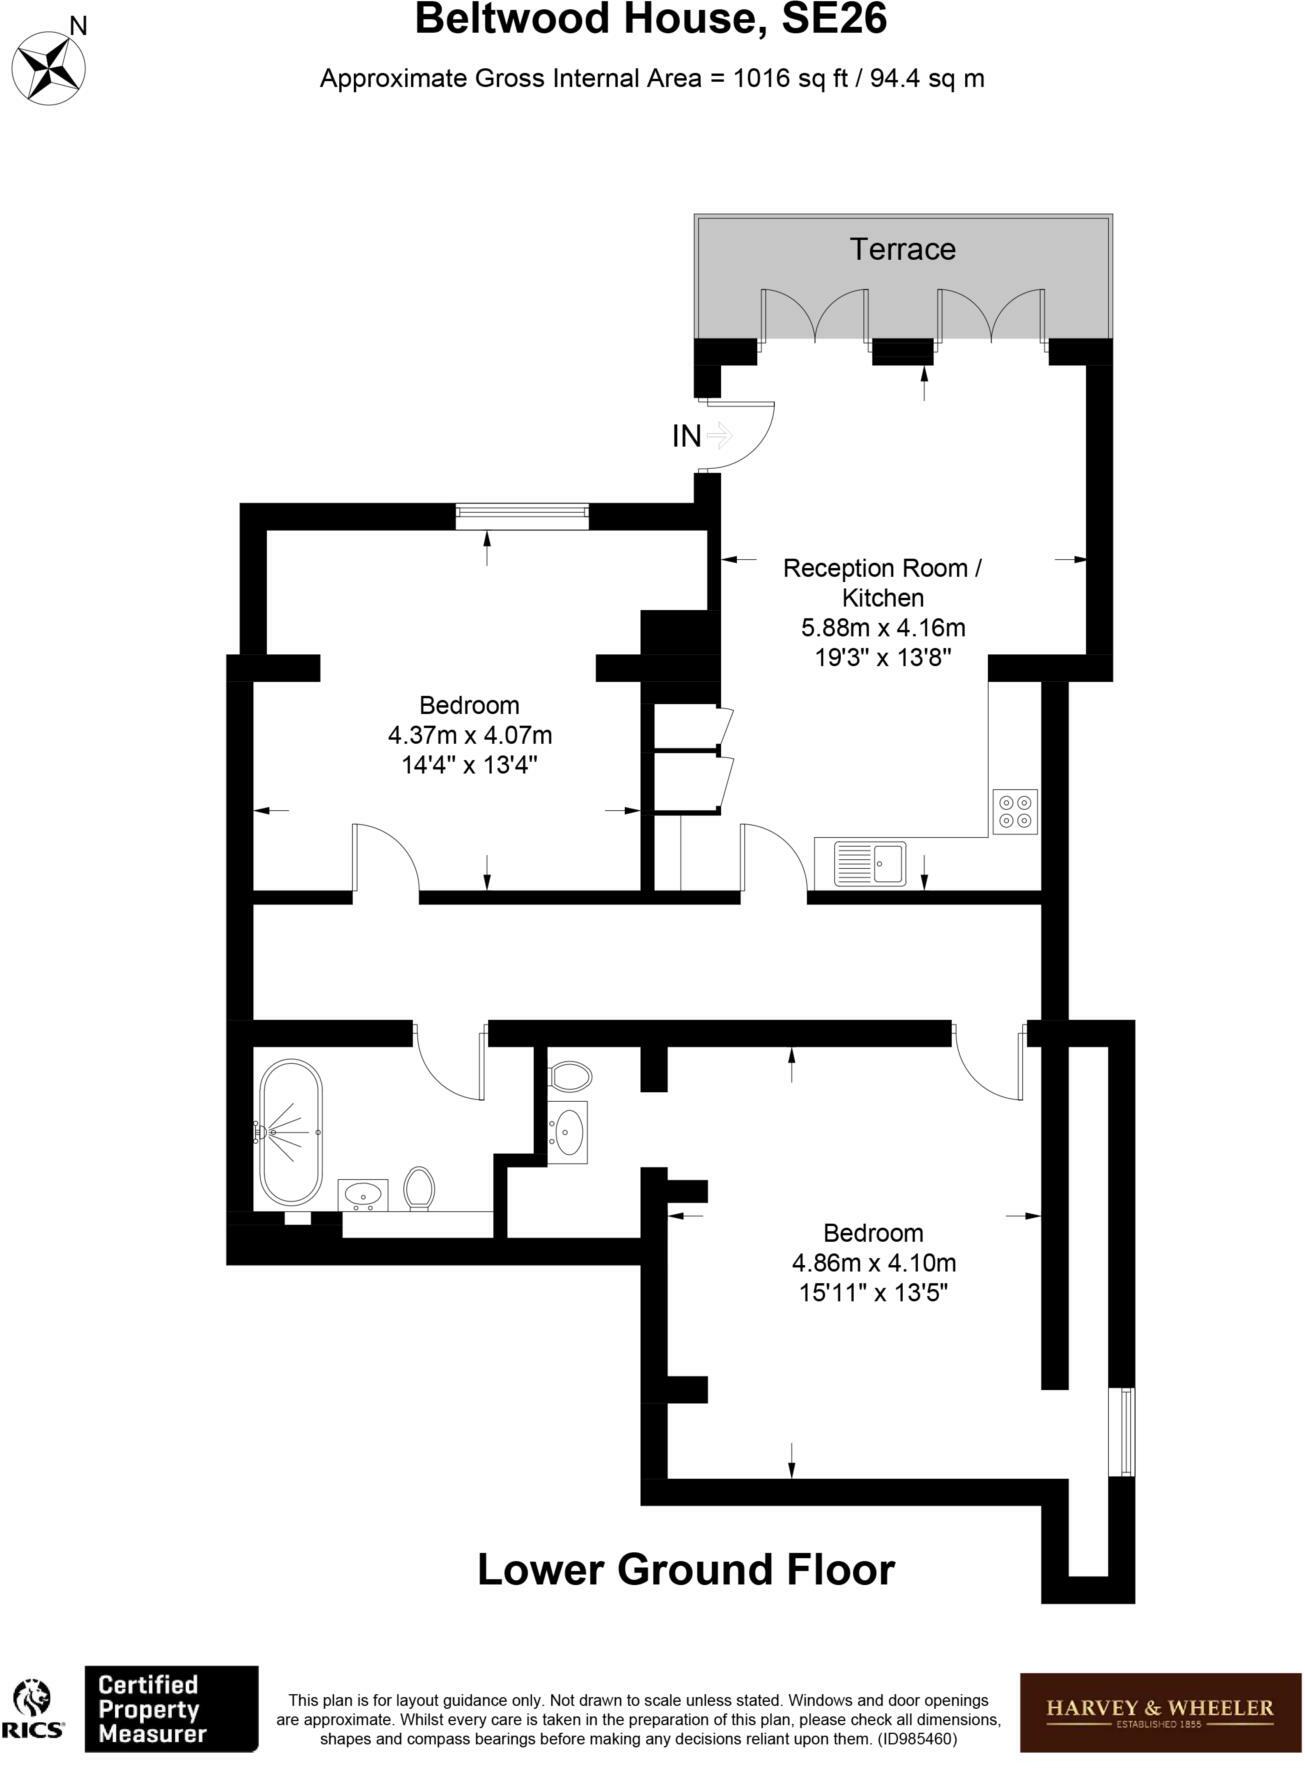 Beltwood House, SE26
N
Approximate Gross Internal Area = 1016 sq ft / 94.4 sq m
Terrace
IN
Reception Room /
Kitchen
5.88m x 4.16m
19'3" x 13'8"
Bedroom
4.37m x 4.07m
14'4" x 13'4"
Bedroom
4.86m x 4.10m
15'11" x 13'5"
Lower Ground Floor
RICS
Certified
Property
Measurer
This plan is for layout guidance only. Not drawn to scale unless stated. Windows and door openings
are approximate. Whilst every care is taken in the preparation of this plan, please check all dimensions,
shapes and compass bearings before making any decisions reliant upon them. (ID985460)
HARVEY & WHEELER
ESTABLISHED 1855